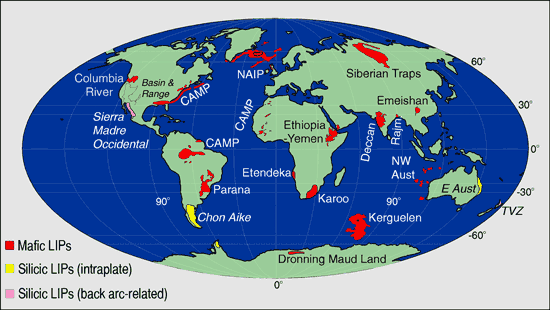 60°
NAIP
Siberian Traps
Columbia
River
Basin &
Range
CAMP
Sierra
Madre
Occidental
CAMP
Ethiopia
Yemen
Deccan
Rajm
Emeishan
30°
CAMP
0°
Parana
Etendeka
Karoo
NW
Aust
E Aust
90°
90°
-30°
Chon Aike
Kerguelen
TVZ
-60°
Dronning Maud Land
0°
Mafic LIPs
Silicic LIPs (intraplate)
Silicic LIPs (back arc-related)